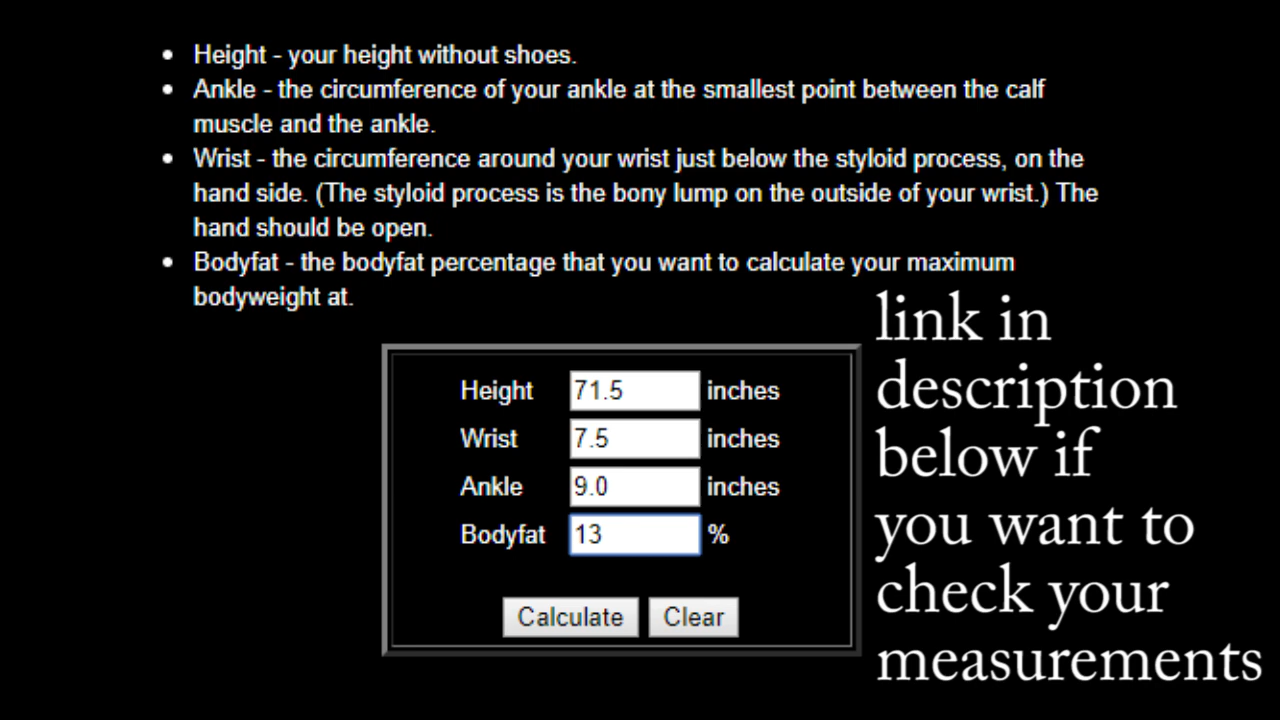 • Height - your height without shoes.
• Ankle - the circumference of your ankle at the smallest point between the calf
muscle and the ankle.
• Wrist - the circumference around your wrist just below the styloid process, on the
hand side. (The styloid process is the bony lump on the outside of your wrist.) The
hand should be open.
• Bodyfat - the bodyfat percentage that you want to calculate your maximum
bodyweight at.
Height 71.5 inches
Wrist 7.5 inches
Ankle 9.0 inches
Bodyfat 13 %
Calculate Clear
link in
description
below if
you want to
check your
measurements